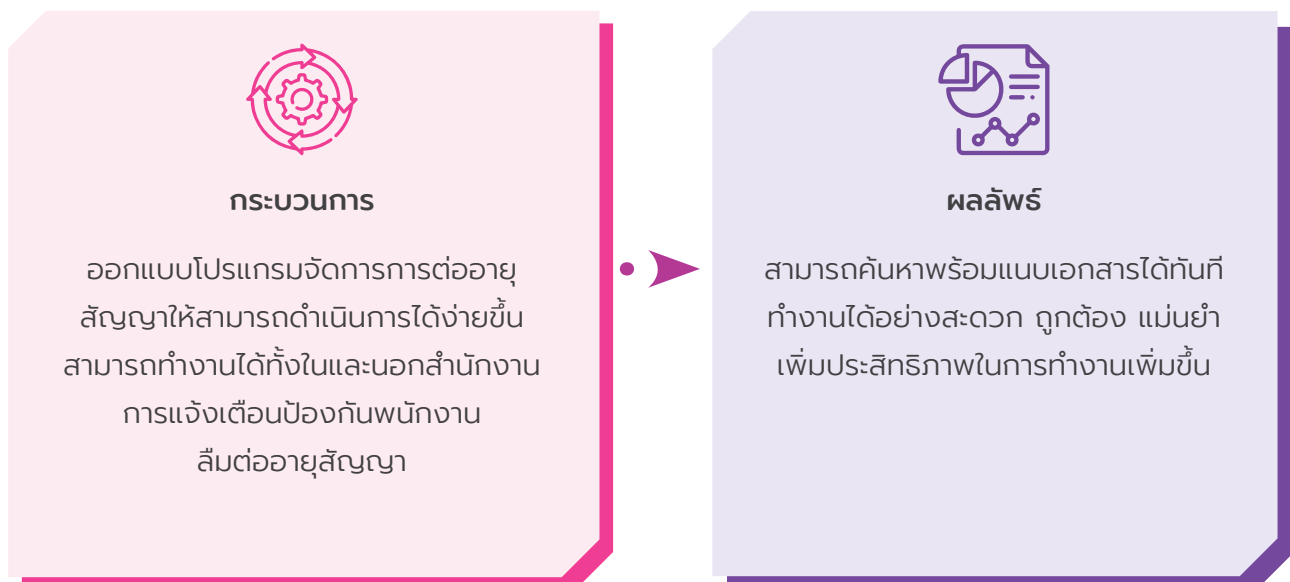 กระบวนการ
ออกแบบโปรแกรมจัดการการต่ออายุ
สัญญาให้สามารถดำเนินการได้ง่ายขึ้น
สามารถทำงานได้ทั้งในและนอกสำนักงาน
การแจ้งเตือนป้องกันพนักงาน
ลืมต่ออายุสัญญา
ผลลัพธ์
สามารถค้นหาพร้อมแนบเอกสารได้ทันที
ทำงานได้อย่างสะดวก ถูกต้อง แม่นยำ
เพิ่มประสิทธิภาพในการทำงานเพิ่มขึ้น